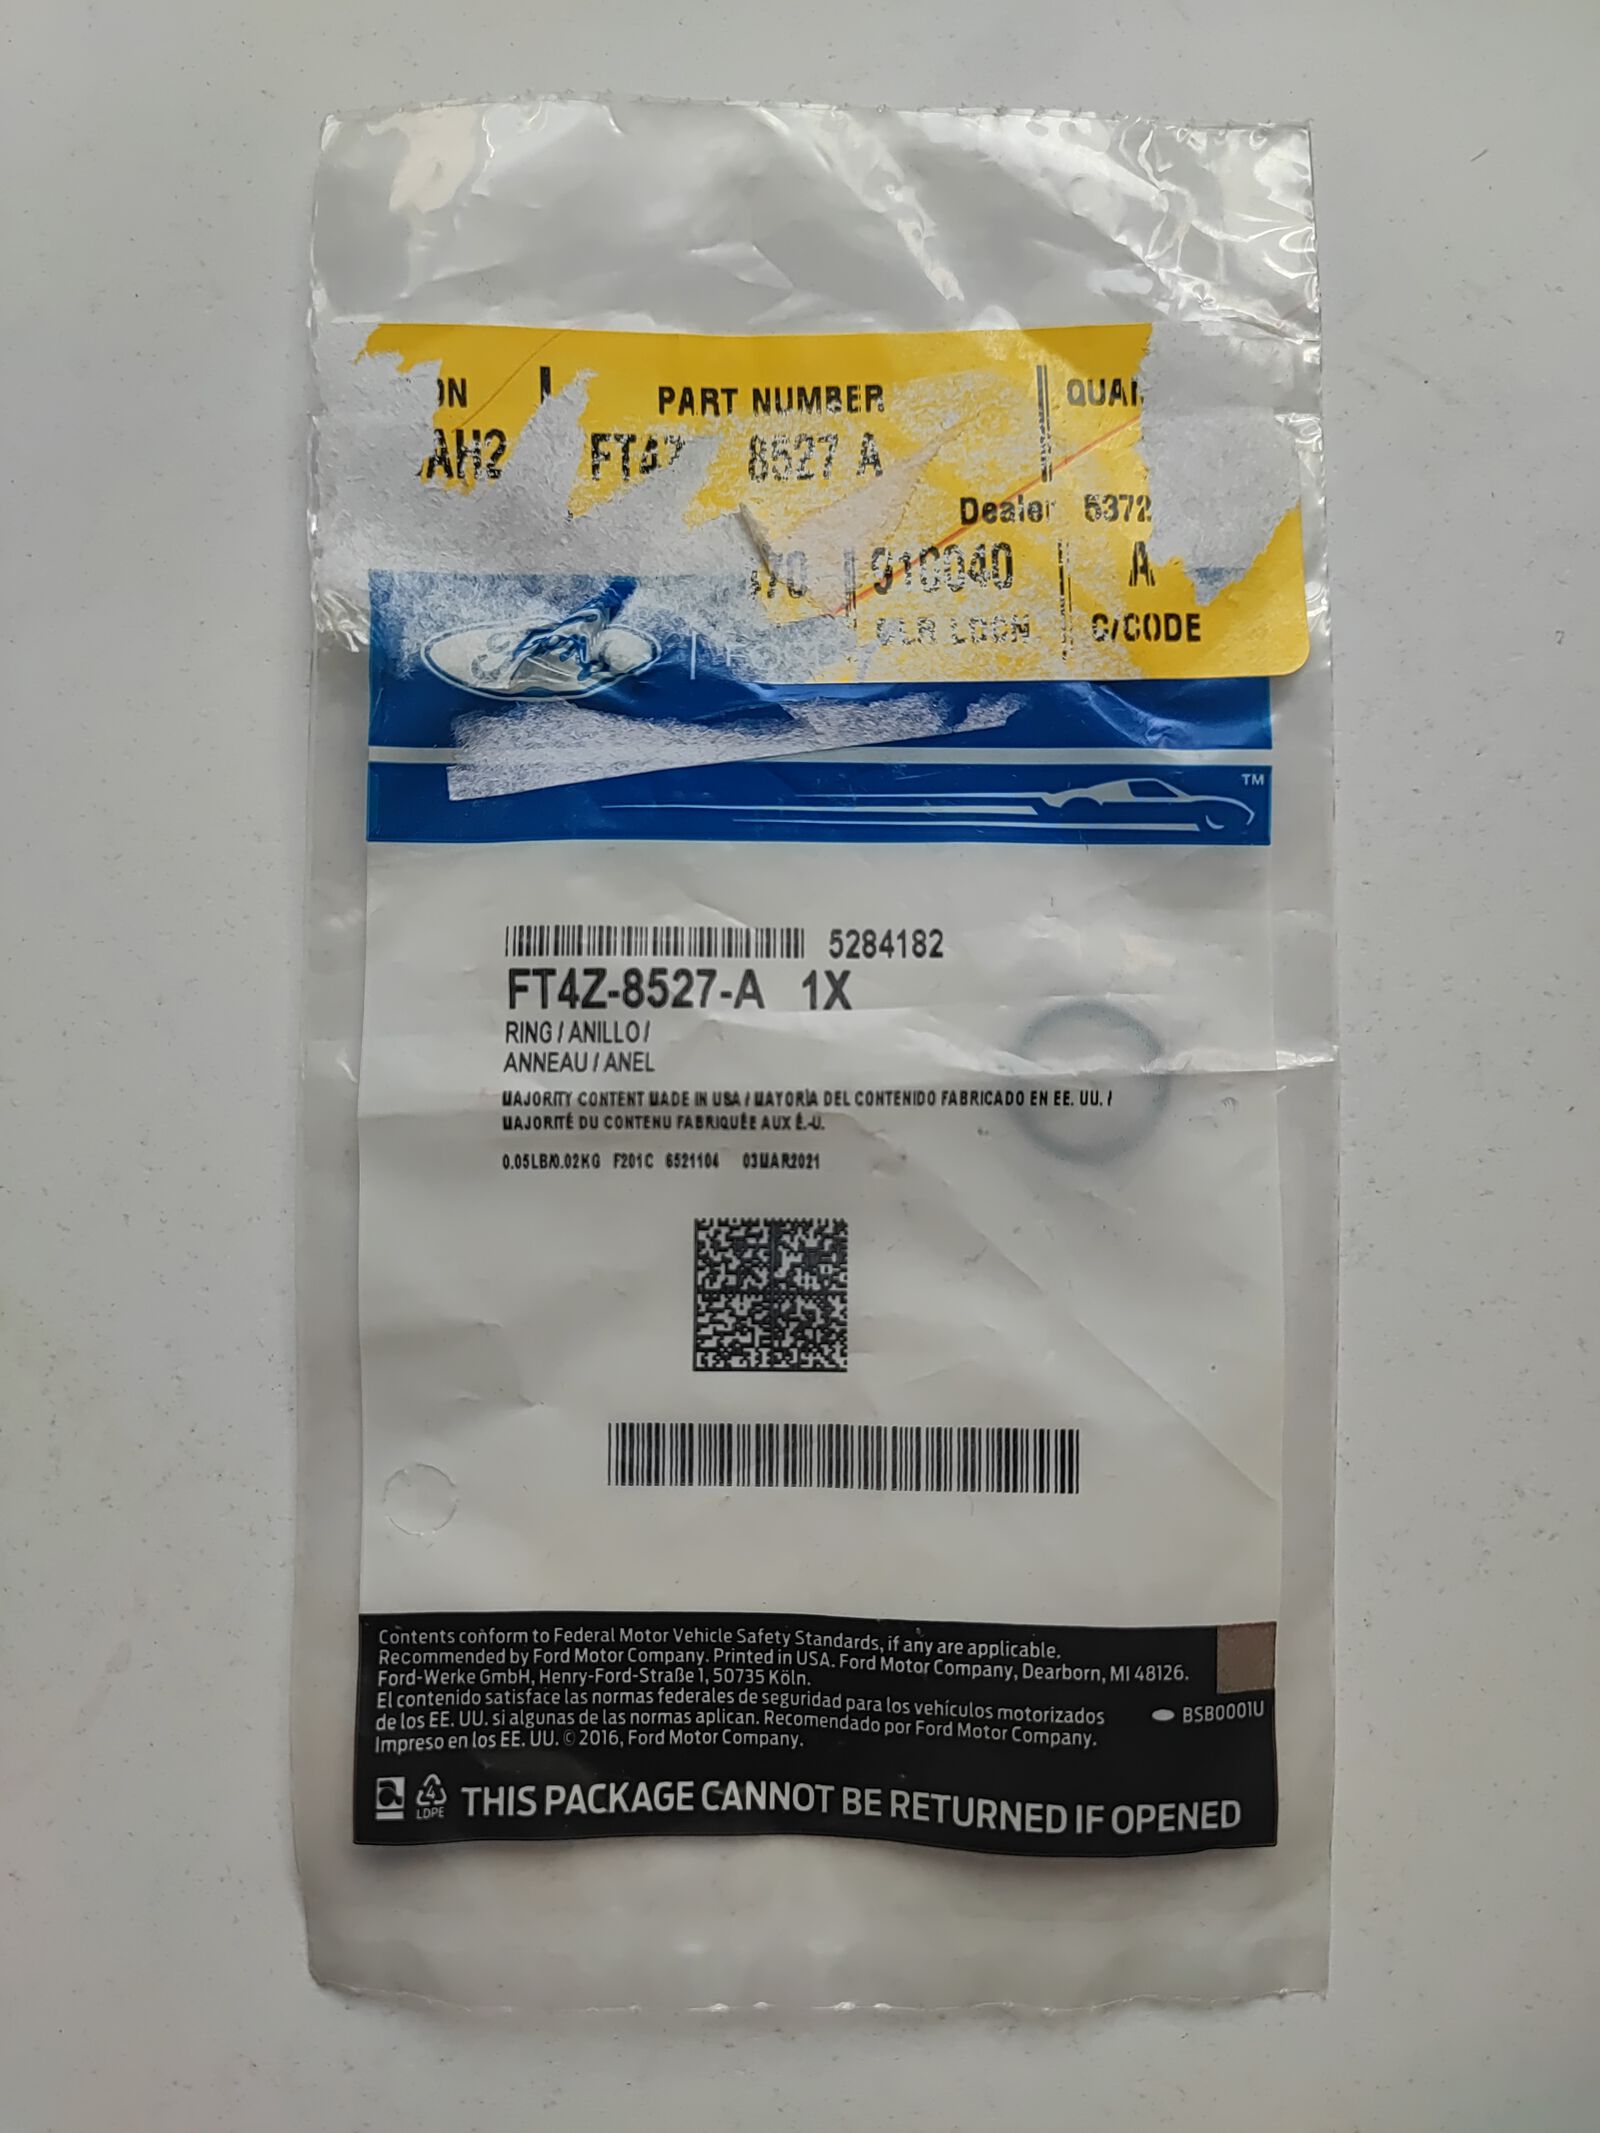 PART NUMBER
FT4Z 8527 A
Dealer 5372
910040 A
C/CODE
TM
5284182
FT4Z-8527-A 1X
RING / ANILLO /
ANNEAU / ANEL
MAJORITY CONTENT MADE IN USA / MAYORÍA DEL CONTENIDO FABRICADO EN EE. UU. /
MAJORITÉ DU CONTENU FABRIQUÉE AUX É.-U.
0.05LB/0.02KG F201C 6521104 03MAR2021
Contents conform to Federal Motor Vehicle Safety Standards, if any are applicable.
Recommended by Ford Motor Company. Printed in USA. Ford Motor Company, Dearborn, MI 48126.
Ford-Werke GmbH, Henry-Ford-Straße 1, 50735 Köln.
El contenido satisface las normas federales de seguridad para los vehículos motorizados
de los EE. UU. si algunas de las normas aplican. Recomendado por Ford Motor Company.
Impreso en los EE. UU. © 2016, Ford Motor Company.
BSB0001U
4
LDPE
THIS PACKAGE CANNOT BE RETURNED IF OPENED